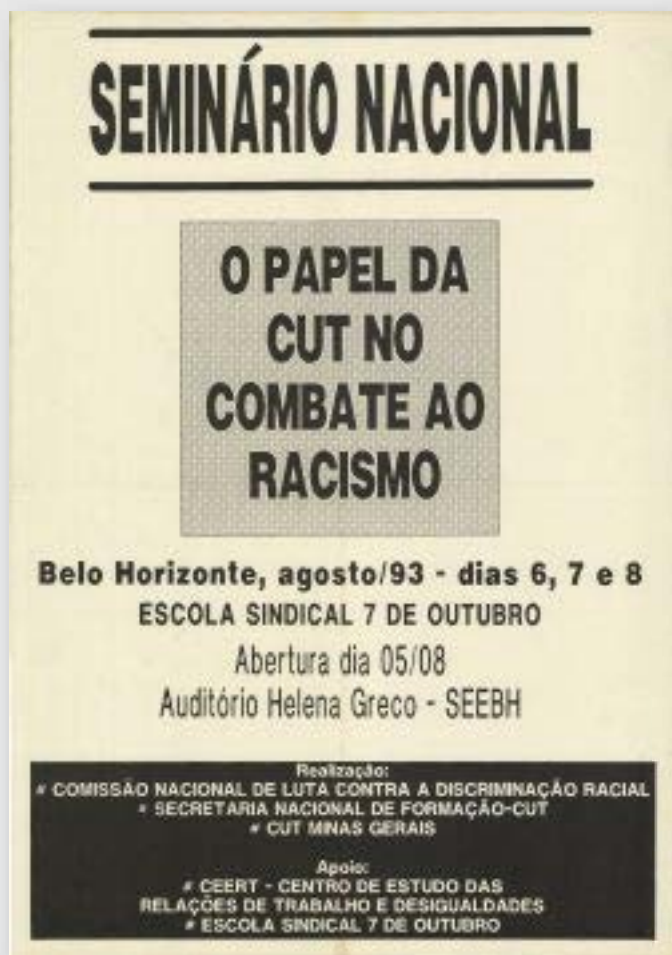 SEMINÁRIO NACIONAL
O PAPEL DA
CUT NO
COMBATE AO
RACISMO
Belo Horizonte, agosto/93 - dias 6, 7 e 8
ESCOLA SINDICAL 7 DE OUTUBRO
Abertura dia 05/08
Auditório Helena Greco - SEEBH
Realização:
# COMISSÃO NACIONAL DE LUTA CONTRA A DISCRIMINAÇÃO RACIAL
# SECRETARIA NACIONAL DE FORMAÇÃO-CUT
# CUT MINAS GERAIS
Apoio:
# CEERT - CENTRO DE ESTUDO DAS
RELAÇÕES DE TRABALHO E DESIGUALDADES
# ESCOLA SINDICAL 7 DE OUTUBRO